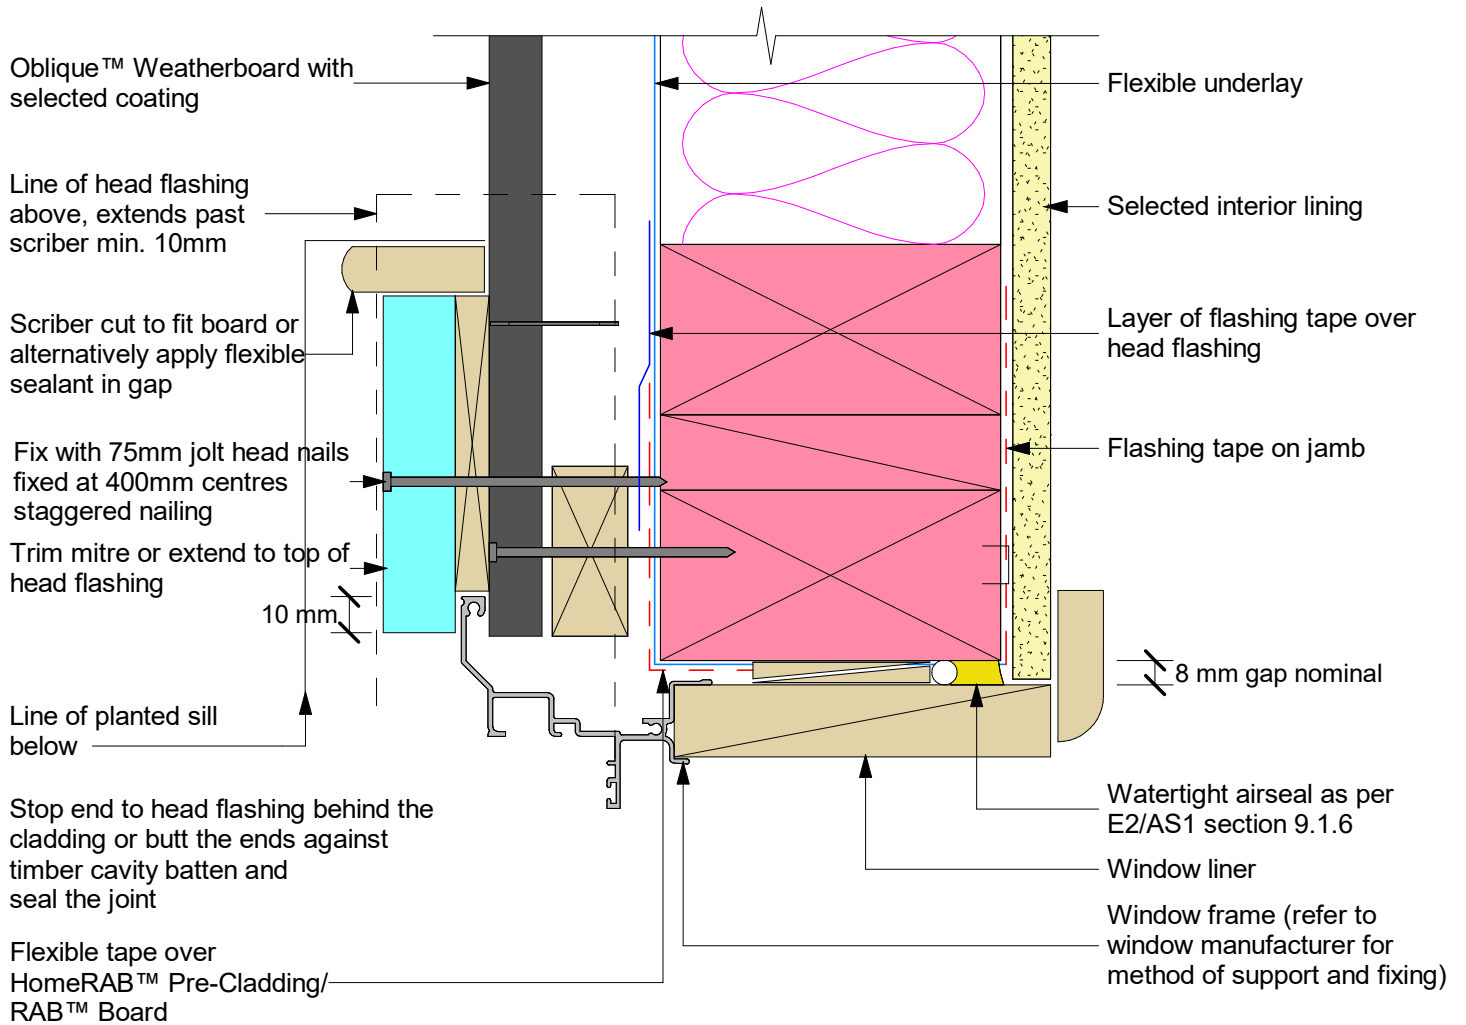 Oblique™ Weatherboard with
selected coating
Line of head flashing
above, extends past
scriber min. 10mm
Scriber cut to fit board or
alternatively apply flexible
sealant in gap
Fix with 75mm jolt head nails
fixed at 400mm centres
staggered nailing
Trim mitre or extend to top of
head flashing
10 mm
Line of planted sill
below
Stop end to head flashing behind the
cladding or butt the ends against
timber cavity batten and
seal the joint
Flexible tape over
HomeRAB™ Pre-Cladding/
RAB™ Board
Flexible underlay
Selected interior lining
Layer of flashing tape over
head flashing
Flashing tape on jamb
8 mm gap nominal
Watertight airseal as per
E2/AS1 section 9.1.6
Window liner
Window frame (refer to
window manufacturer for
method of support and fixing)